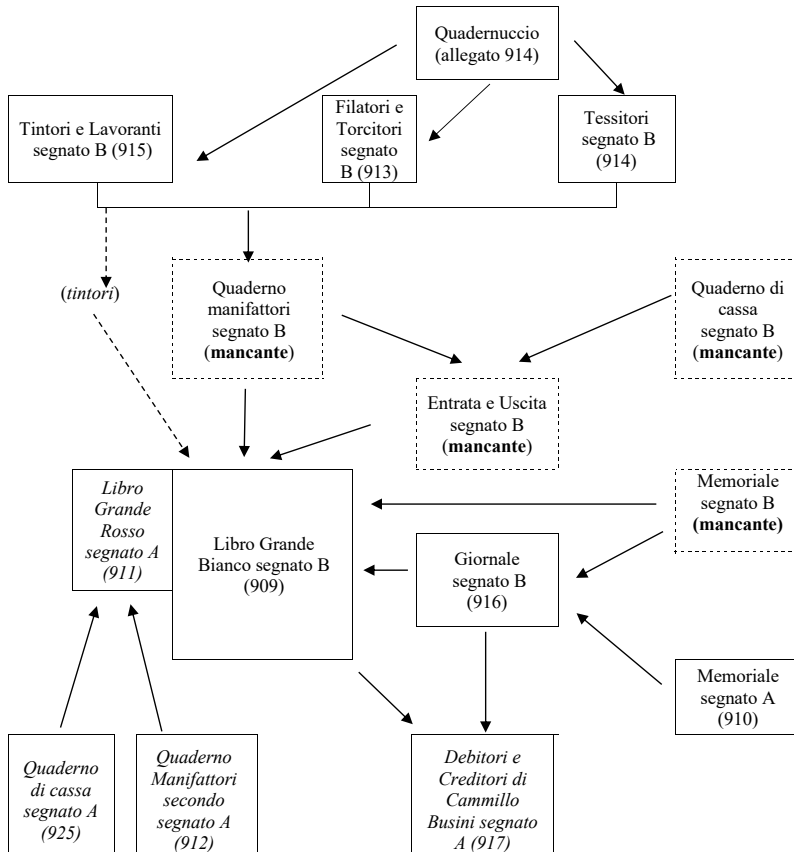 Quadernuccio
(allegato 914)
Tintori e Lavoranti
segnato B (915)
Filatori e
Torcitori
segnato
B (913)
Tessitori
segnato B
(914)
(tintori)
Quaderno
manifattori
segnato B
(mancante)
Quaderno di
cassa
segnato B
(mancante)
Entrata e Uscita
segnato B
(mancante)
Libro
Grande
Rosso
segnato A
(911)
Libro Grande
Bianco segnato B
(909)
Giornale
segnato B
(916)
Memoriale
segnato B
(mancante)
Memoriale
segnato A
(910)
Quaderno
di cassa
segnato A
(925)
Quaderno
Manifattori
secondo
segnato A
(912)
Debitori e
Creditori di
Cammillo
Busini segnato
A (917)